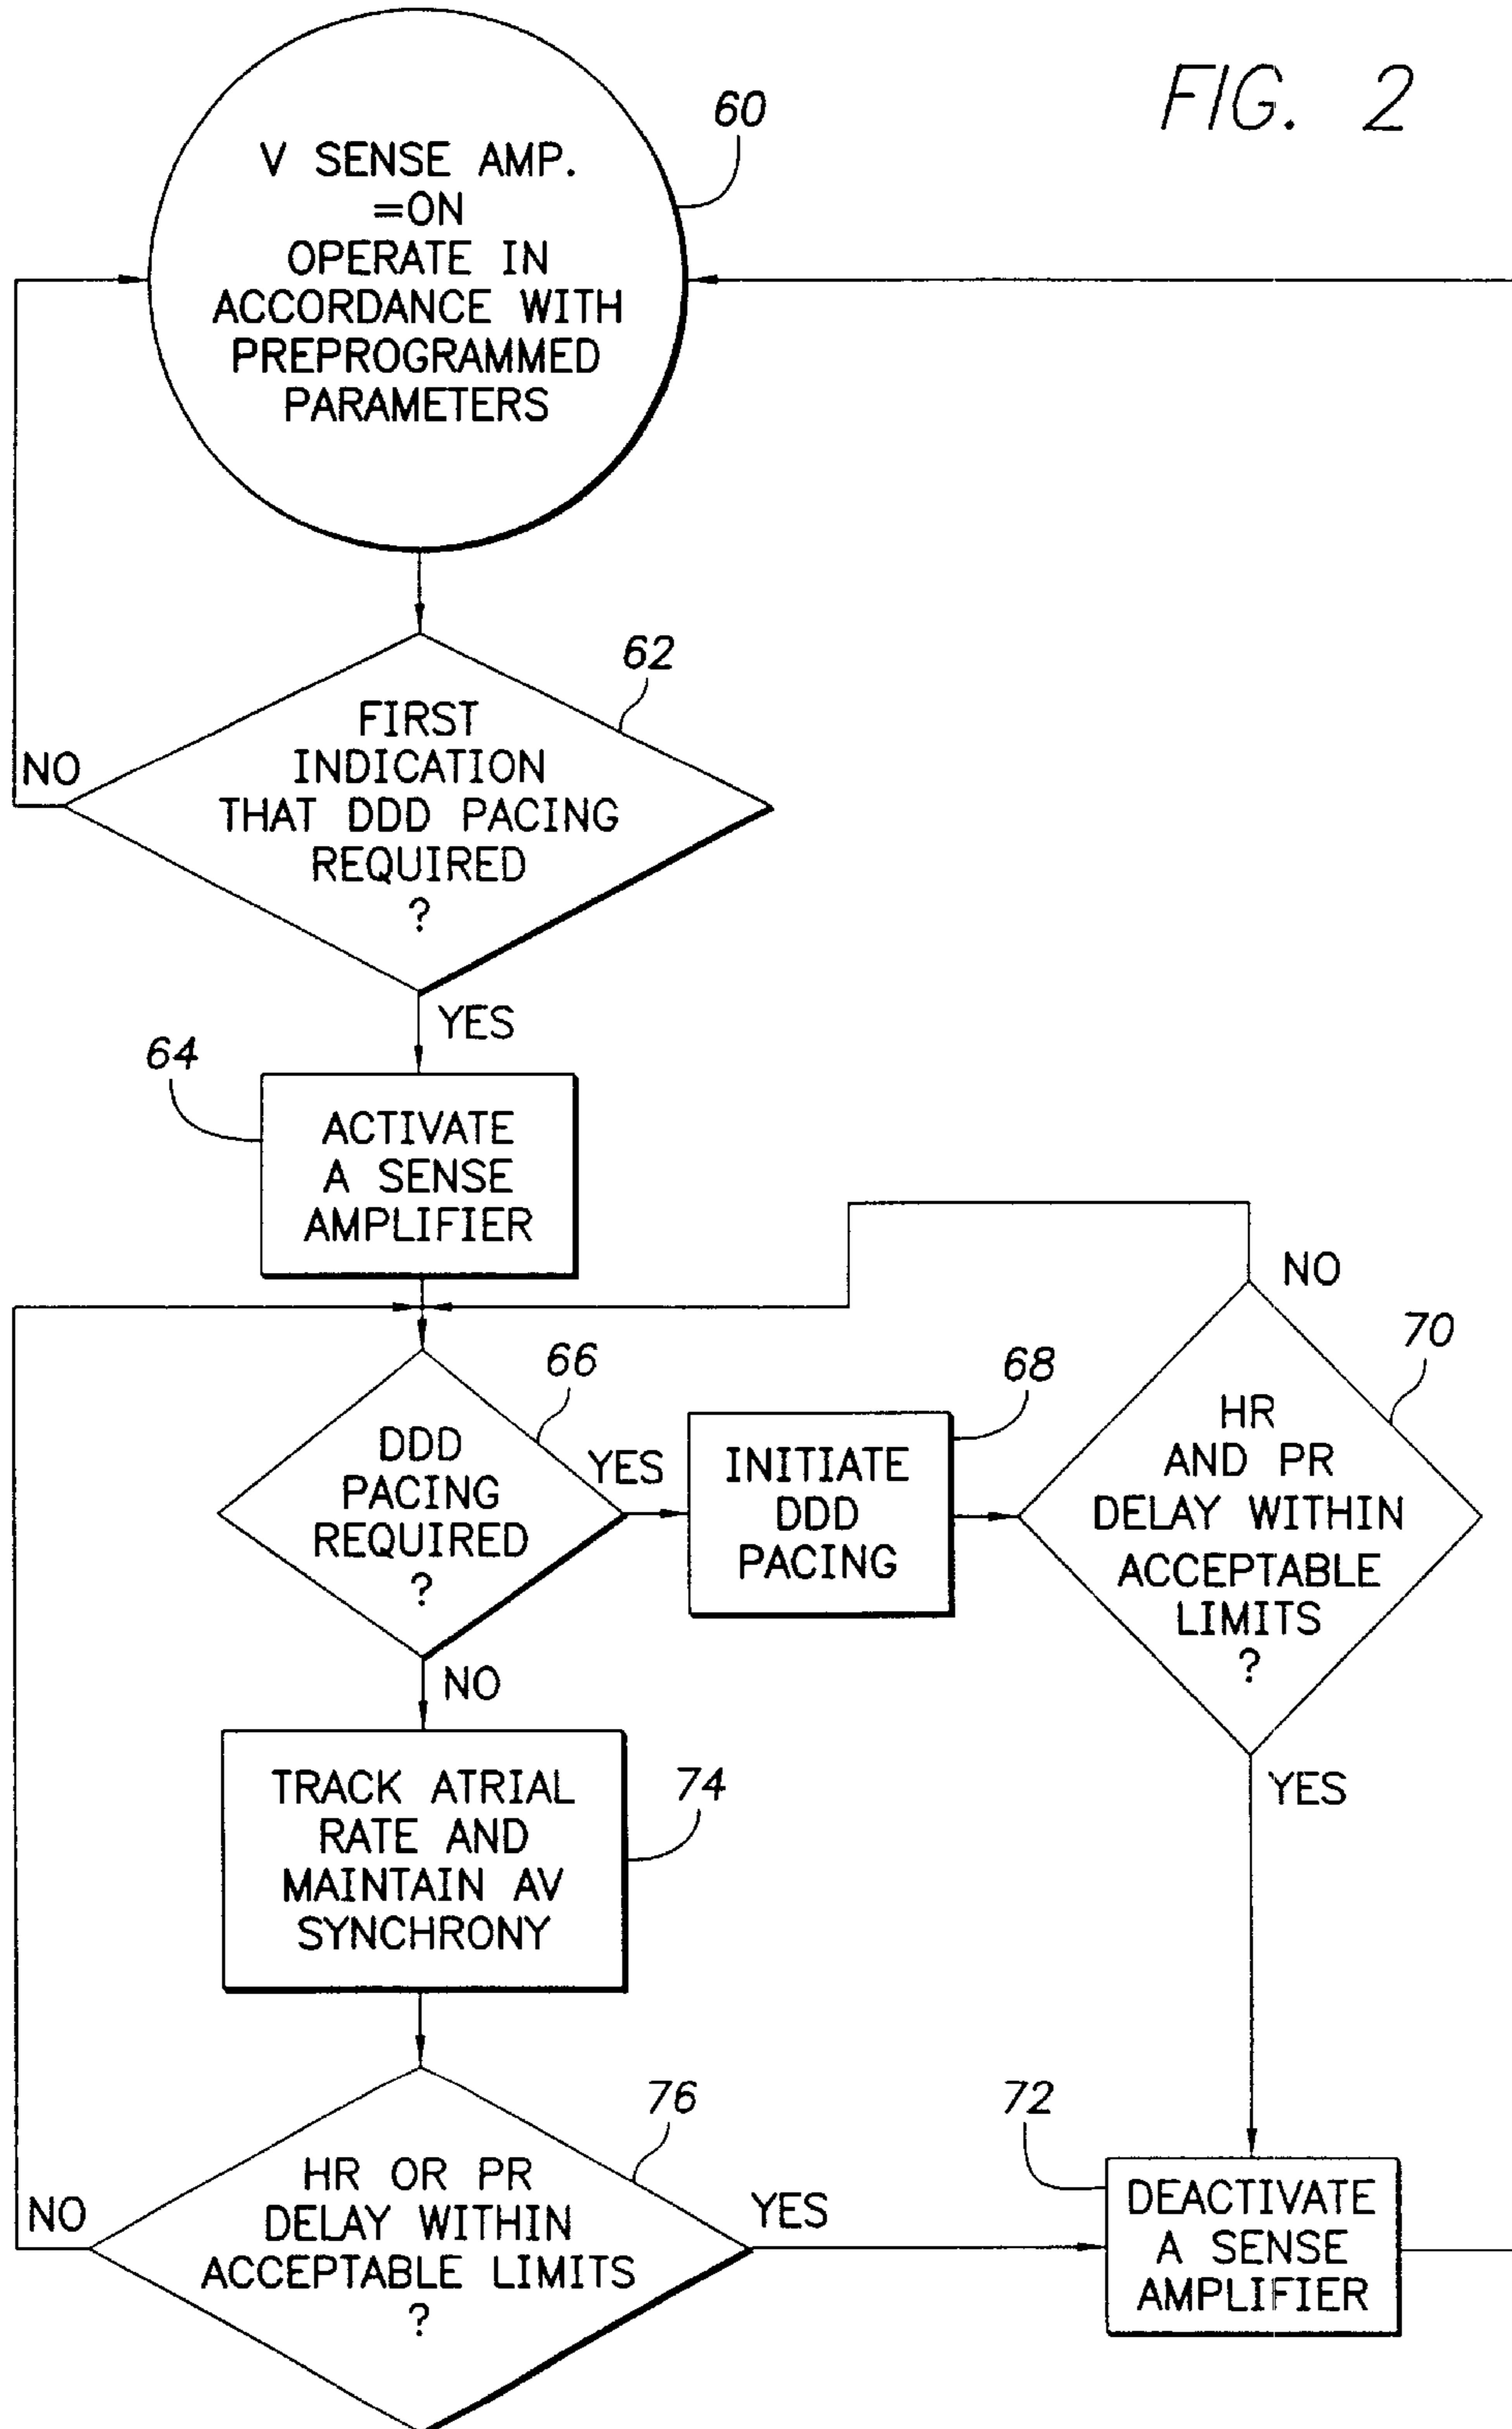 FIG. 2
60
V SENSE AMP.
=ON
OPERATE IN
ACCORDANCE WITH
PREPROGRAMMED
PARAMETERS
62
FIRST
INDICATION
THAT DDD PACING
REQUIRED
?
NO
YES
64
ACTIVATE
A SENSE
AMPLIFIER
66
DDD
PACING
REQUIRED
?
YES
68
INITIATE
DDD
PACING
NO
70
HR
AND PR
DELAY WITHIN
ACCEPTABLE
LIMITS
?
YES
NO
74
TRACK ATRIAL
RATE AND
MAINTAIN AV
SYNCHRONY
76
HR OR PR
DELAY WITHIN
ACCEPTABLE LIMITS
?
NO
YES
72
DEACTIVATE
A SENSE
AMPLIFIER